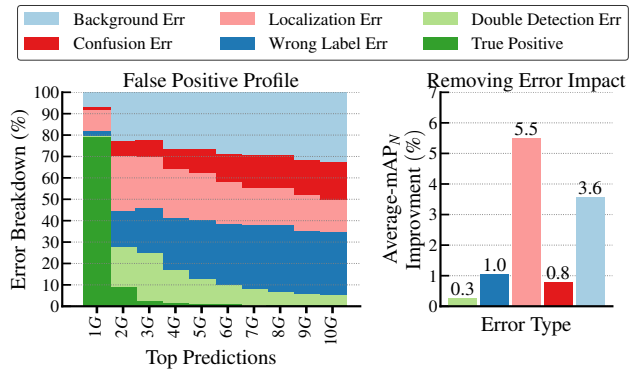 Background Err Localization Err Double Detection Err
Confusion Err Wrong Label Err True Positive
False Positive Profile
Error Breakdown (%)
100
90
80
70
60
50
40
30
20
10
0
1G 2G 3G 4G 5G 6G 7G 8G 9G 10G
Top Predictions
Removing Error Impact
Average-mAP_N
Improvment (%)
7
6
5
4
3
2
1
0
0.3 1.0 5.5 0.8 3.6
Error Type